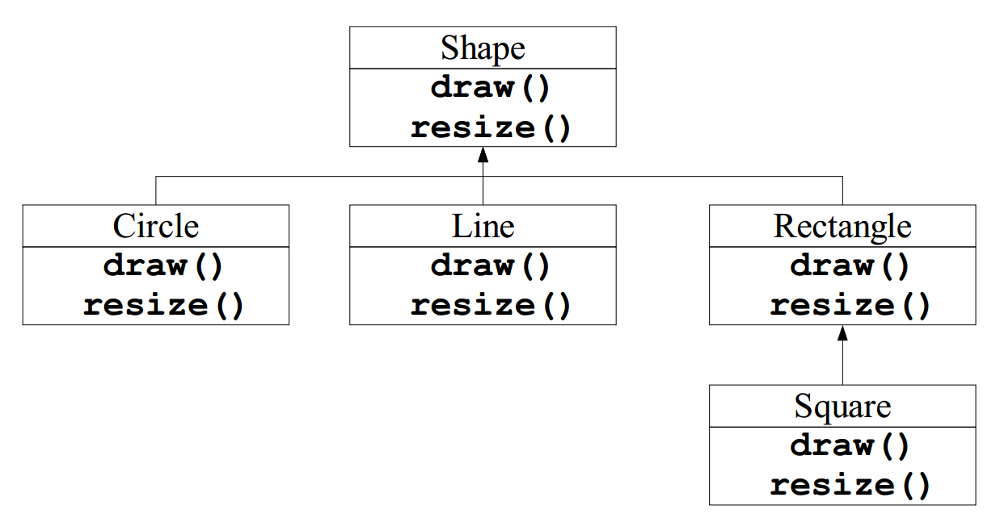 Shape
draw()
resize()
Circle
draw()
resize()
Line
draw()
resize()
Rectangle
draw()
resize()
Square
draw()
resize()